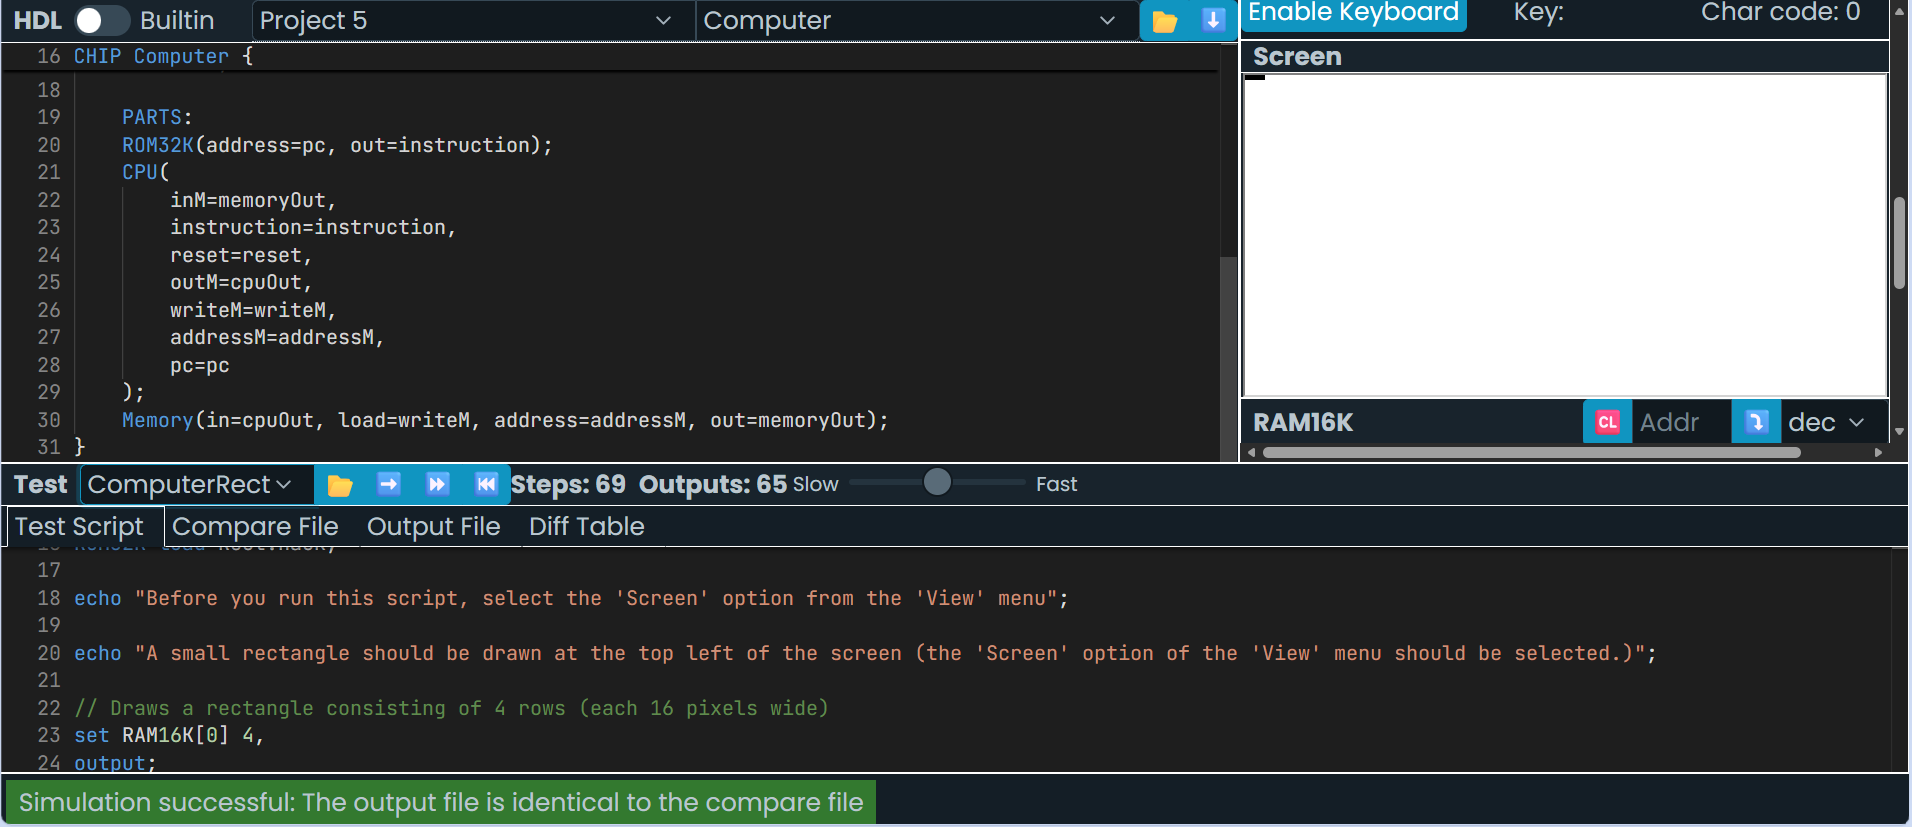 HDL Builtin Project 5 Computer
Enable Keyboard Key: Char code: 0
16 CHIP Computer {
Screen
18
19 PARTS:
20 ROM32K(address=pc, out=instruction);
21 CPU(
22 inM=memoryOut,
23 instruction=instruction,
24 reset=reset,
25 outM=cpuOut,
26 writeM=writeM,
27 addressM=addressM,
28 pc=pc
29 );
30 Memory(in=cpuOut, load=writeM, address=addressM, out=memoryOut);
31 }
RAM16K CL Addr dec
Test ComputerRect Steps: 69 Outputs: 65 Slow Fast
Test Script Compare File Output File Diff Table
17
18 echo "Before you run this script, select the 'Screen' option from the 'View' menu";
19
20 echo "A small rectangle should be drawn at the top left of the screen (the 'Screen' option of the 'View' menu should be selected.)";
21
22 // Draws a rectangle consisting of 4 rows (each 16 pixels wide)
23 set RAM16K[0] 4,
24 output;
Simulation successful: The output file is identical to the compare file